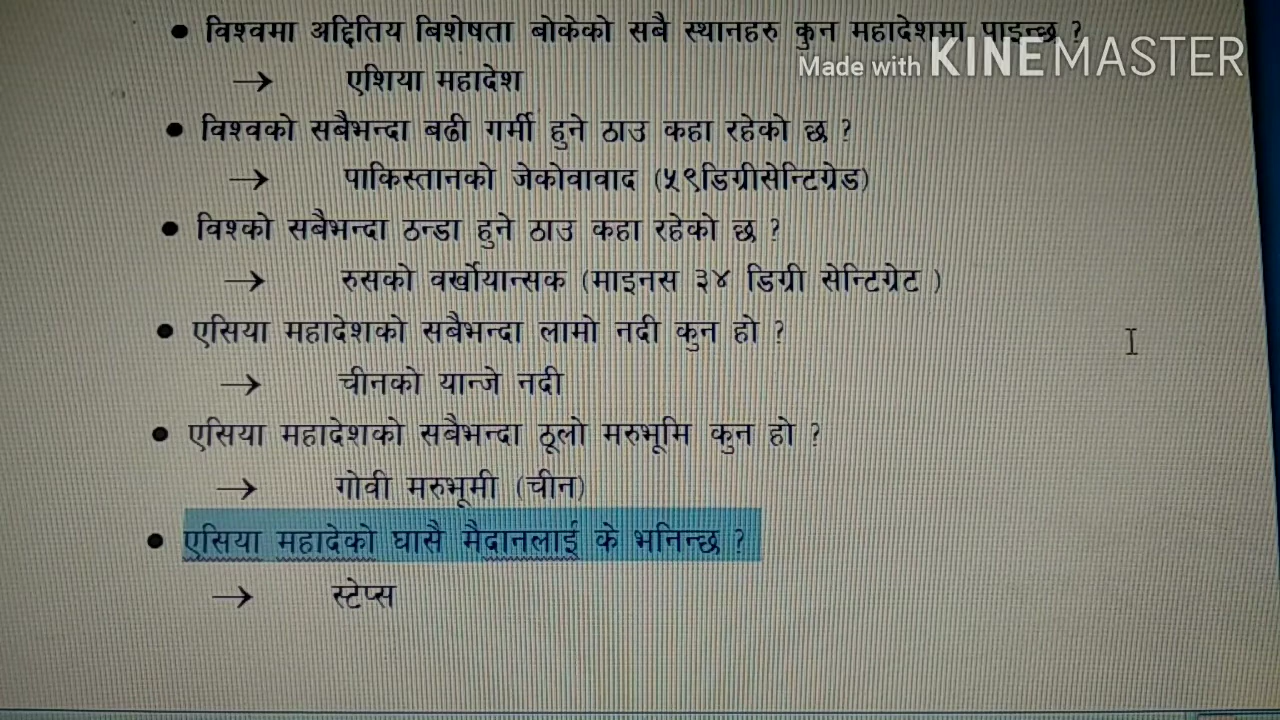 • विश्वमा अद्दितिय बिशेषता बोकेको सबै स्थानहरु कुन महादेशमा पाइन्छ ?
Made with KINEMASTER
→ एशिया महादेश
• विश्वको सबैभन्दा बढी गर्मी हुने ठाउ कहा रहेको छ ?
→ पाकिस्तानको जेकोवावाद (५९डिग्रीसेन्टिग्रेड)
• विश्को सबैभन्दा ठन्डा हुने ठाउ कहा रहेको छ ?
→ रुसको वर्खोयान्सक (माइनस ३४ डिग्री सेन्टिग्रेट )
• एसिया महादेशको सबैभन्दा लामो नदी कुन हो ?
→ चीनको यान्जे नदी
• एसिया महादेशको सबैभन्दा ठूलो मरुभूमि कुन हो ?
→ गोवी मरुभूमी (चीन)
• एसिया महादेको घासै मैदानलाई के भनिन्छ ?
→ स्टेप्स